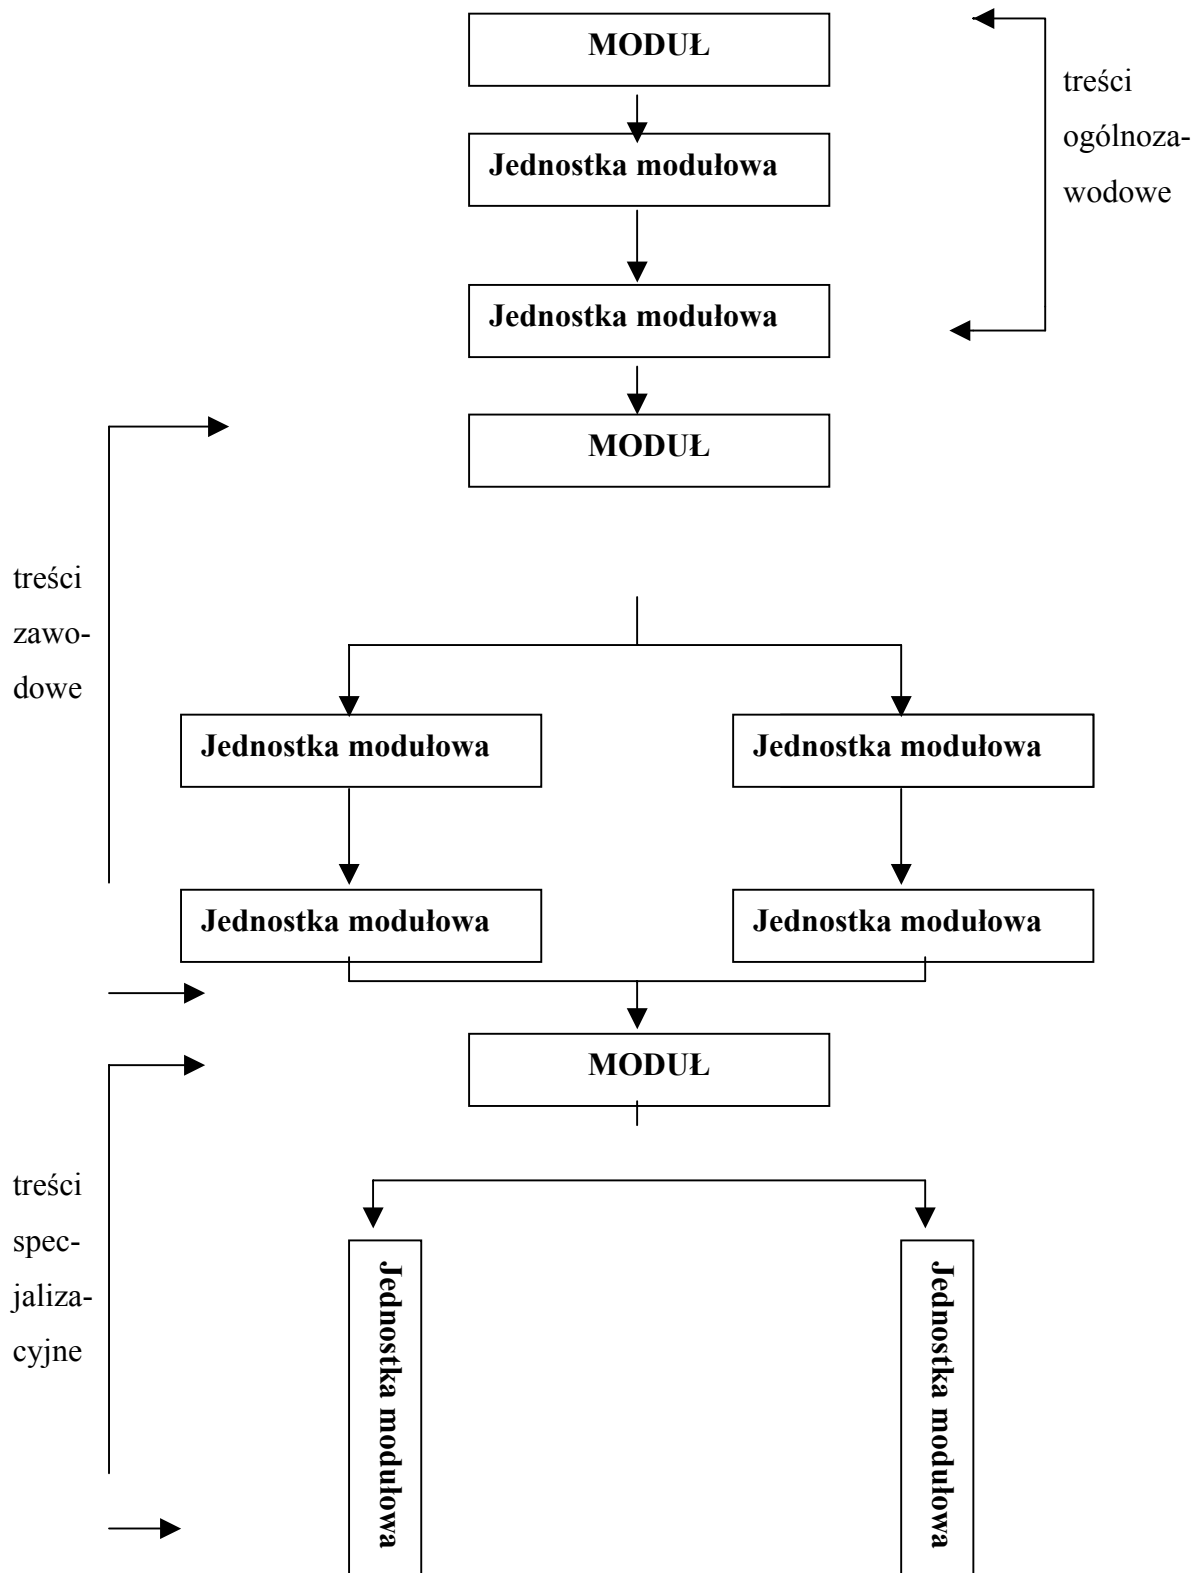 MODUŁ
treści
ogólnoza-
wodowe
Jednostka modułowa
Jednostka modułowa
MODUŁ
treści
zawo-
dowe
Jednostka modułowa
Jednostka modułowa
Jednostka modułowa
Jednostka modułowa
MODUŁ
treści
spec-
jaliza-
cyjne
Jednostka modułowa
Jednostka modułowa